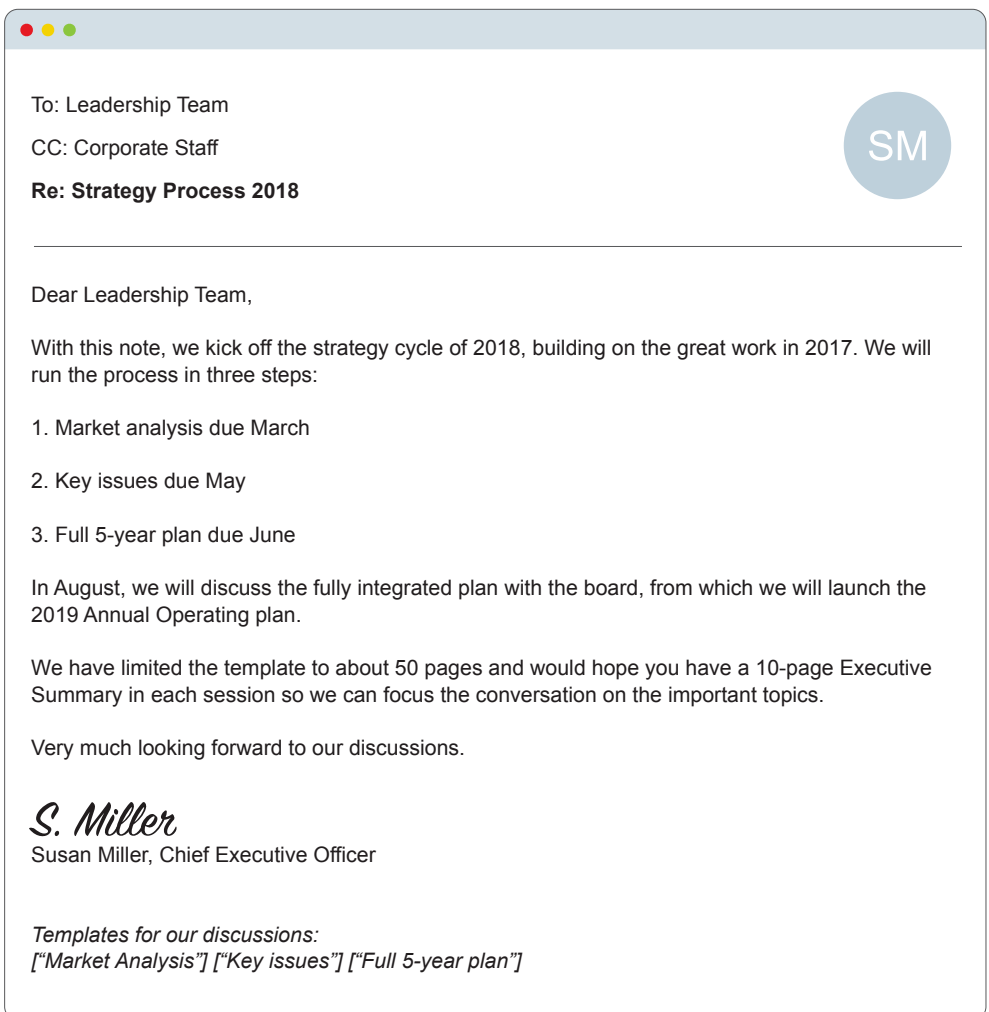 To: Leadership Team
SM
CC: Corporate Staff
Re: Strategy Process 2018
Dear Leadership Team,
With this note, we kick off the strategy cycle of 2018, building on the great work in 2017. We will
run the process in three steps:
1. Market analysis due March
2. Key issues due May
3. Full 5-year plan due June
In August, we will discuss the fully integrated plan with the board, from which we will launch the
2019 Annual Operating plan.
We have limited the template to about 50 pages and would hope you have a 10-page Executive
Summary in each session so we can focus the conversation on the important topics.
Very much looking forward to our discussions.
S. Miller
Susan Miller, Chief Executive Officer
Templates for our discussions:
[“Market Analysis”] [“Key issues”] [“Full 5-year plan”]